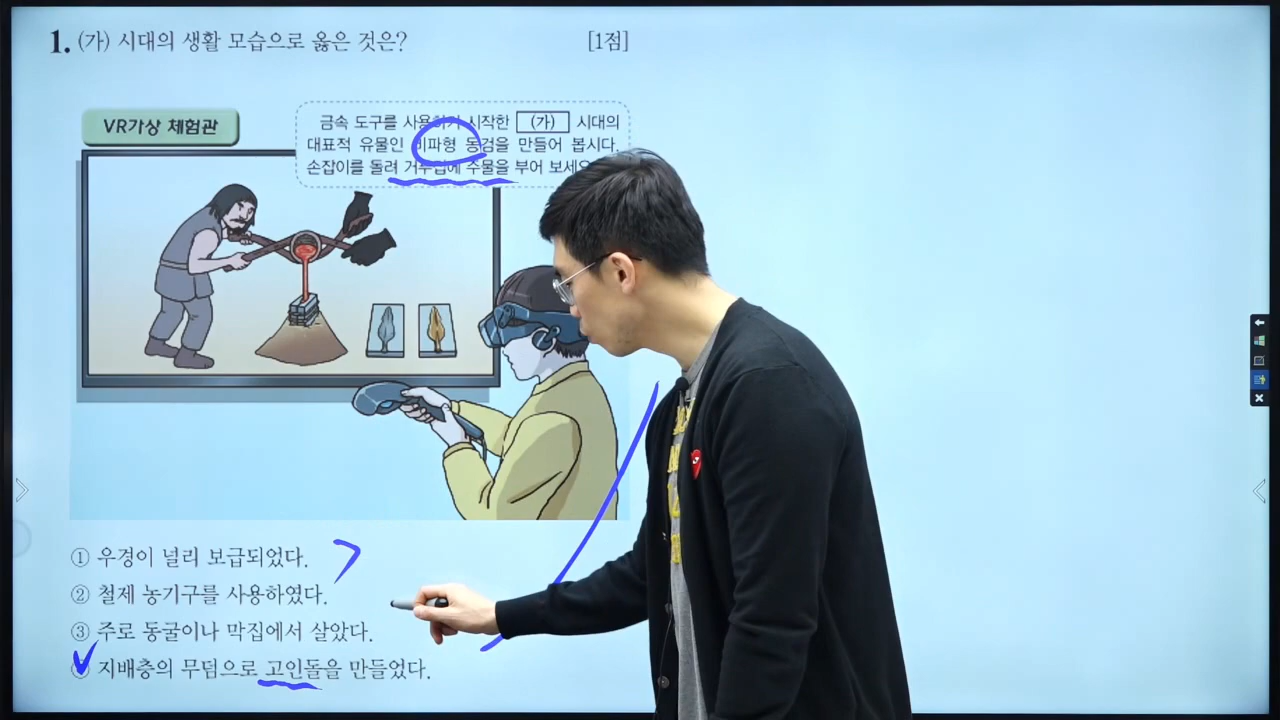 1. (가) 시대의 생활 모습으로 옳은 것은? [1점]
VR가상 체험관
금속 도구를 사용하기 시작한 (가) 시대의
대표적 유물인 비파형 동검을 만들어 봅시다.
손잡이를 돌려 거푸집에 주물을 부어 보세요
① 우경이 널리 보급되었다.
② 철제 농기구를 사용하였다.
③ 주로 동굴이나 막집에서 살았다.
지배층의 무덤으로 고인돌을 만들었다.